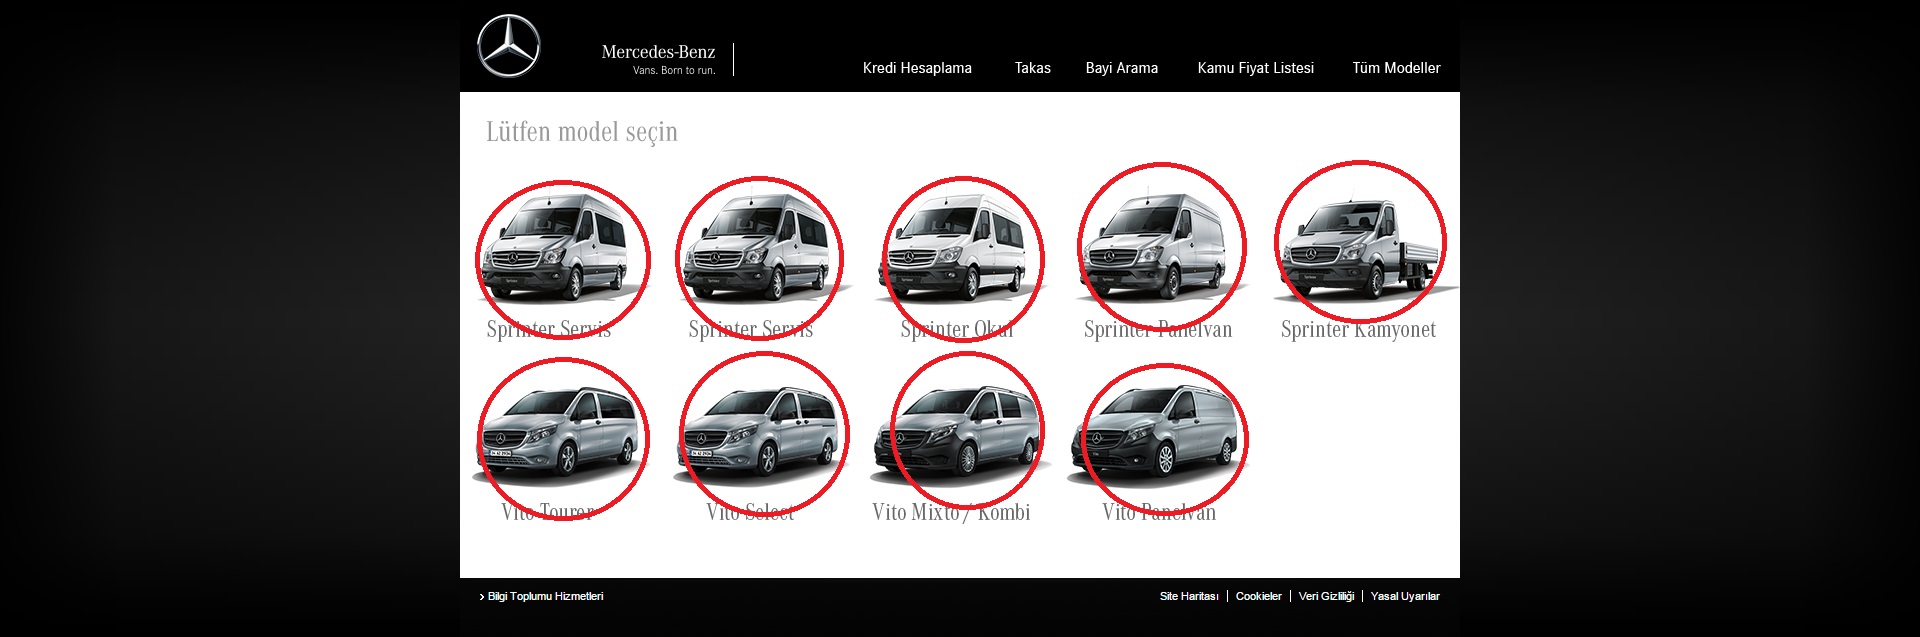 Mercedes-Benz
Vans. Born to run.
Kredi Hesaplama Takas Bayi Arama Kamu Fiyat Listesi Tüm Modeller
Lütfen model seçin
Sprinter Servis Sprinter Servis Sprinter Okul Sprinter Panelvan Sprinter Kamyonet
Vito Tourer Vito Select Vito Mixto / Kombi Vito Panelvan
› Bilgi Toplumu Hizmetleri Site Haritası | Cookieler | Veri Gizliliği | Yasal Uyarılar